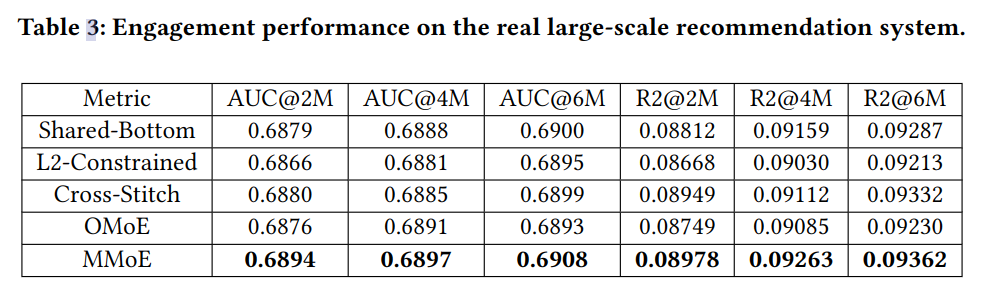 Table 3: Engagement performance on the real large-scale recommendation system.
Metric AUC@2M AUC@4M AUC@6M R2@2M R2@4M R2@6M
Shared-Bottom 0.6879 0.6888 0.6900 0.08812 0.09159 0.09287
L2-Constrained 0.6866 0.6881 0.6895 0.08668 0.09030 0.09213
Cross-Stitch 0.6880 0.6885 0.6899 0.08949 0.09112 0.09332
OMoE 0.6876 0.6891 0.6893 0.08749 0.09085 0.09230
MMoE 0.6894 0.6897 0.6908 0.08978 0.09263 0.09362